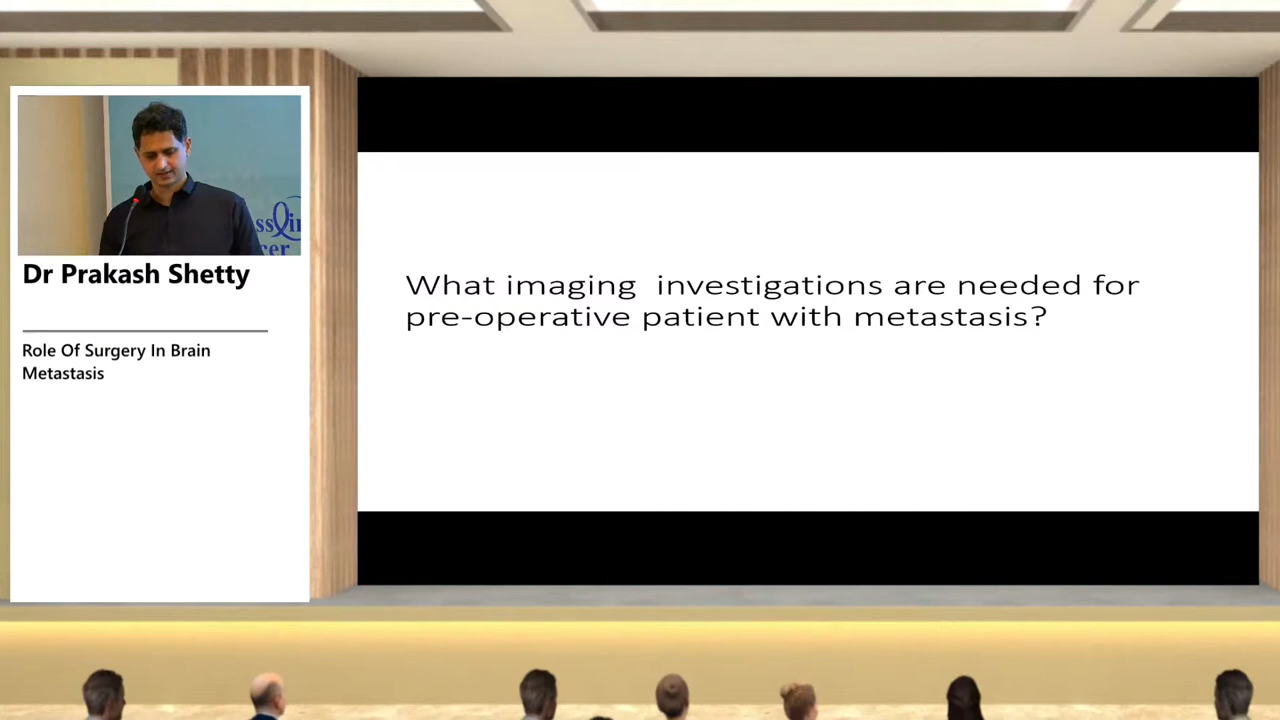 Dr Prakash Shetty
Role Of Surgery In Brain
Metastasis
What imaging  investigations are needed for
pre-operative patient with metastasis?